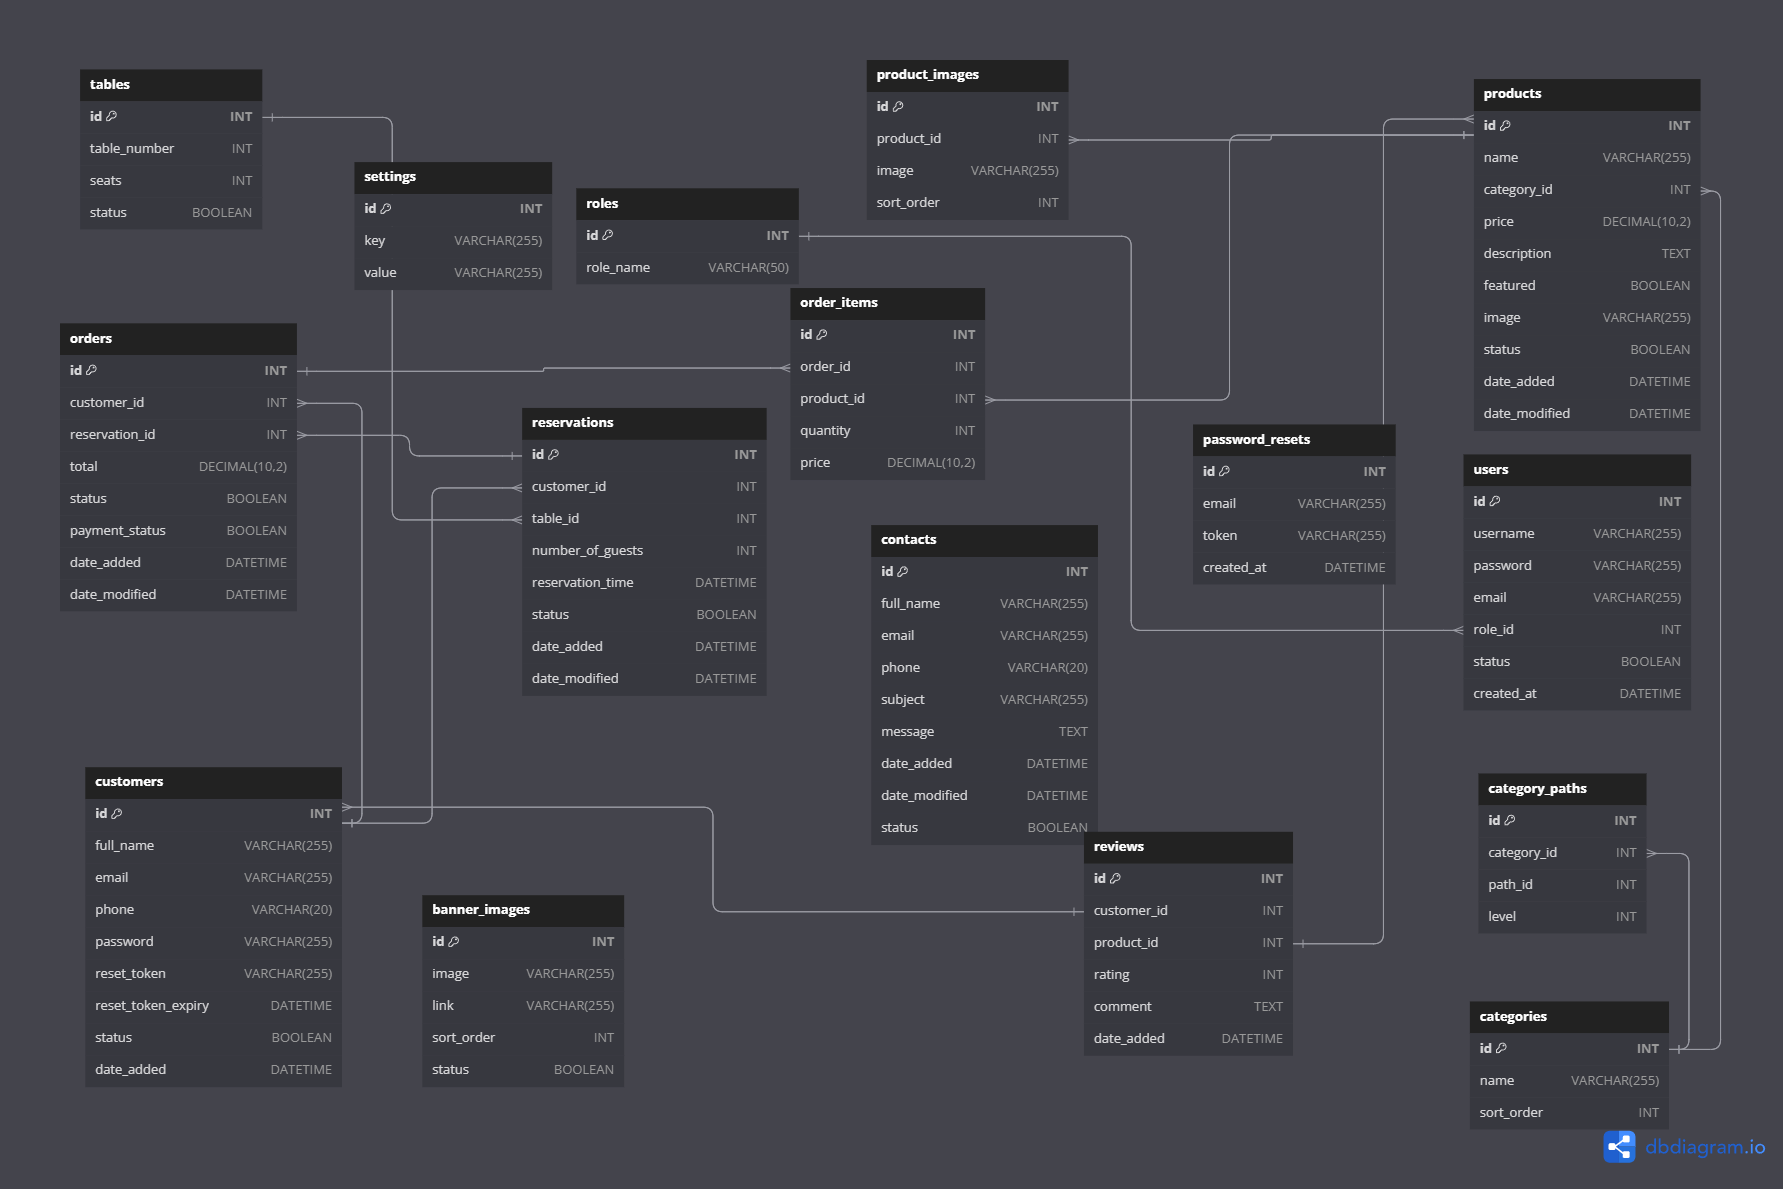 tables
id INT
table_number INT
seats INT
status BOOLEAN
settings
id INT
key VARCHAR(255)
value VARCHAR(255)
roles
id INT
role_name VARCHAR(50)
product_images
id INT
product_id INT
image VARCHAR(255)
sort_order INT
products
id INT
name VARCHAR(255)
category_id INT
price DECIMAL(10,2)
description TEXT
featured BOOLEAN
image VARCHAR(255)
status BOOLEAN
date_added DATETIME
date_modified DATETIME
orders
id INT
customer_id INT
reservation_id INT
total DECIMAL(10,2)
status BOOLEAN
payment_status BOOLEAN
date_added DATETIME
date_modified DATETIME
order_items
id INT
order_id INT
product_id INT
quantity INT
price DECIMAL(10,2)
reservations
id INT
customer_id INT
table_id INT
number_of_guests INT
reservation_time DATETIME
status BOOLEAN
date_added DATETIME
date_modified DATETIME
password_resets
id INT
email VARCHAR(255)
token VARCHAR(255)
created_at DATETIME
users
id INT
username VARCHAR(255)
password VARCHAR(255)
email VARCHAR(255)
role_id INT
status BOOLEAN
created_at DATETIME
contacts
id INT
full_name VARCHAR(255)
email VARCHAR(255)
phone VARCHAR(20)
subject VARCHAR(255)
message TEXT
date_added DATETIME
date_modified DATETIME
status BOOLEAN
customers
id INT
full_name VARCHAR(255)
email VARCHAR(255)
phone VARCHAR(20)
password VARCHAR(255)
reset_token VARCHAR(255)
reset_token_expiry DATETIME
status BOOLEAN
date_added DATETIME
banner_images
id INT
image VARCHAR(255)
link VARCHAR(255)
sort_order INT
status BOOLEAN
reviews
id INT
customer_id INT
product_id INT
rating INT
comment TEXT
date_added DATETIME
category_paths
id INT
category_id INT
path_id INT
level INT
categories
id INT
name VARCHAR(255)
sort_order INT
dbdiagram.io